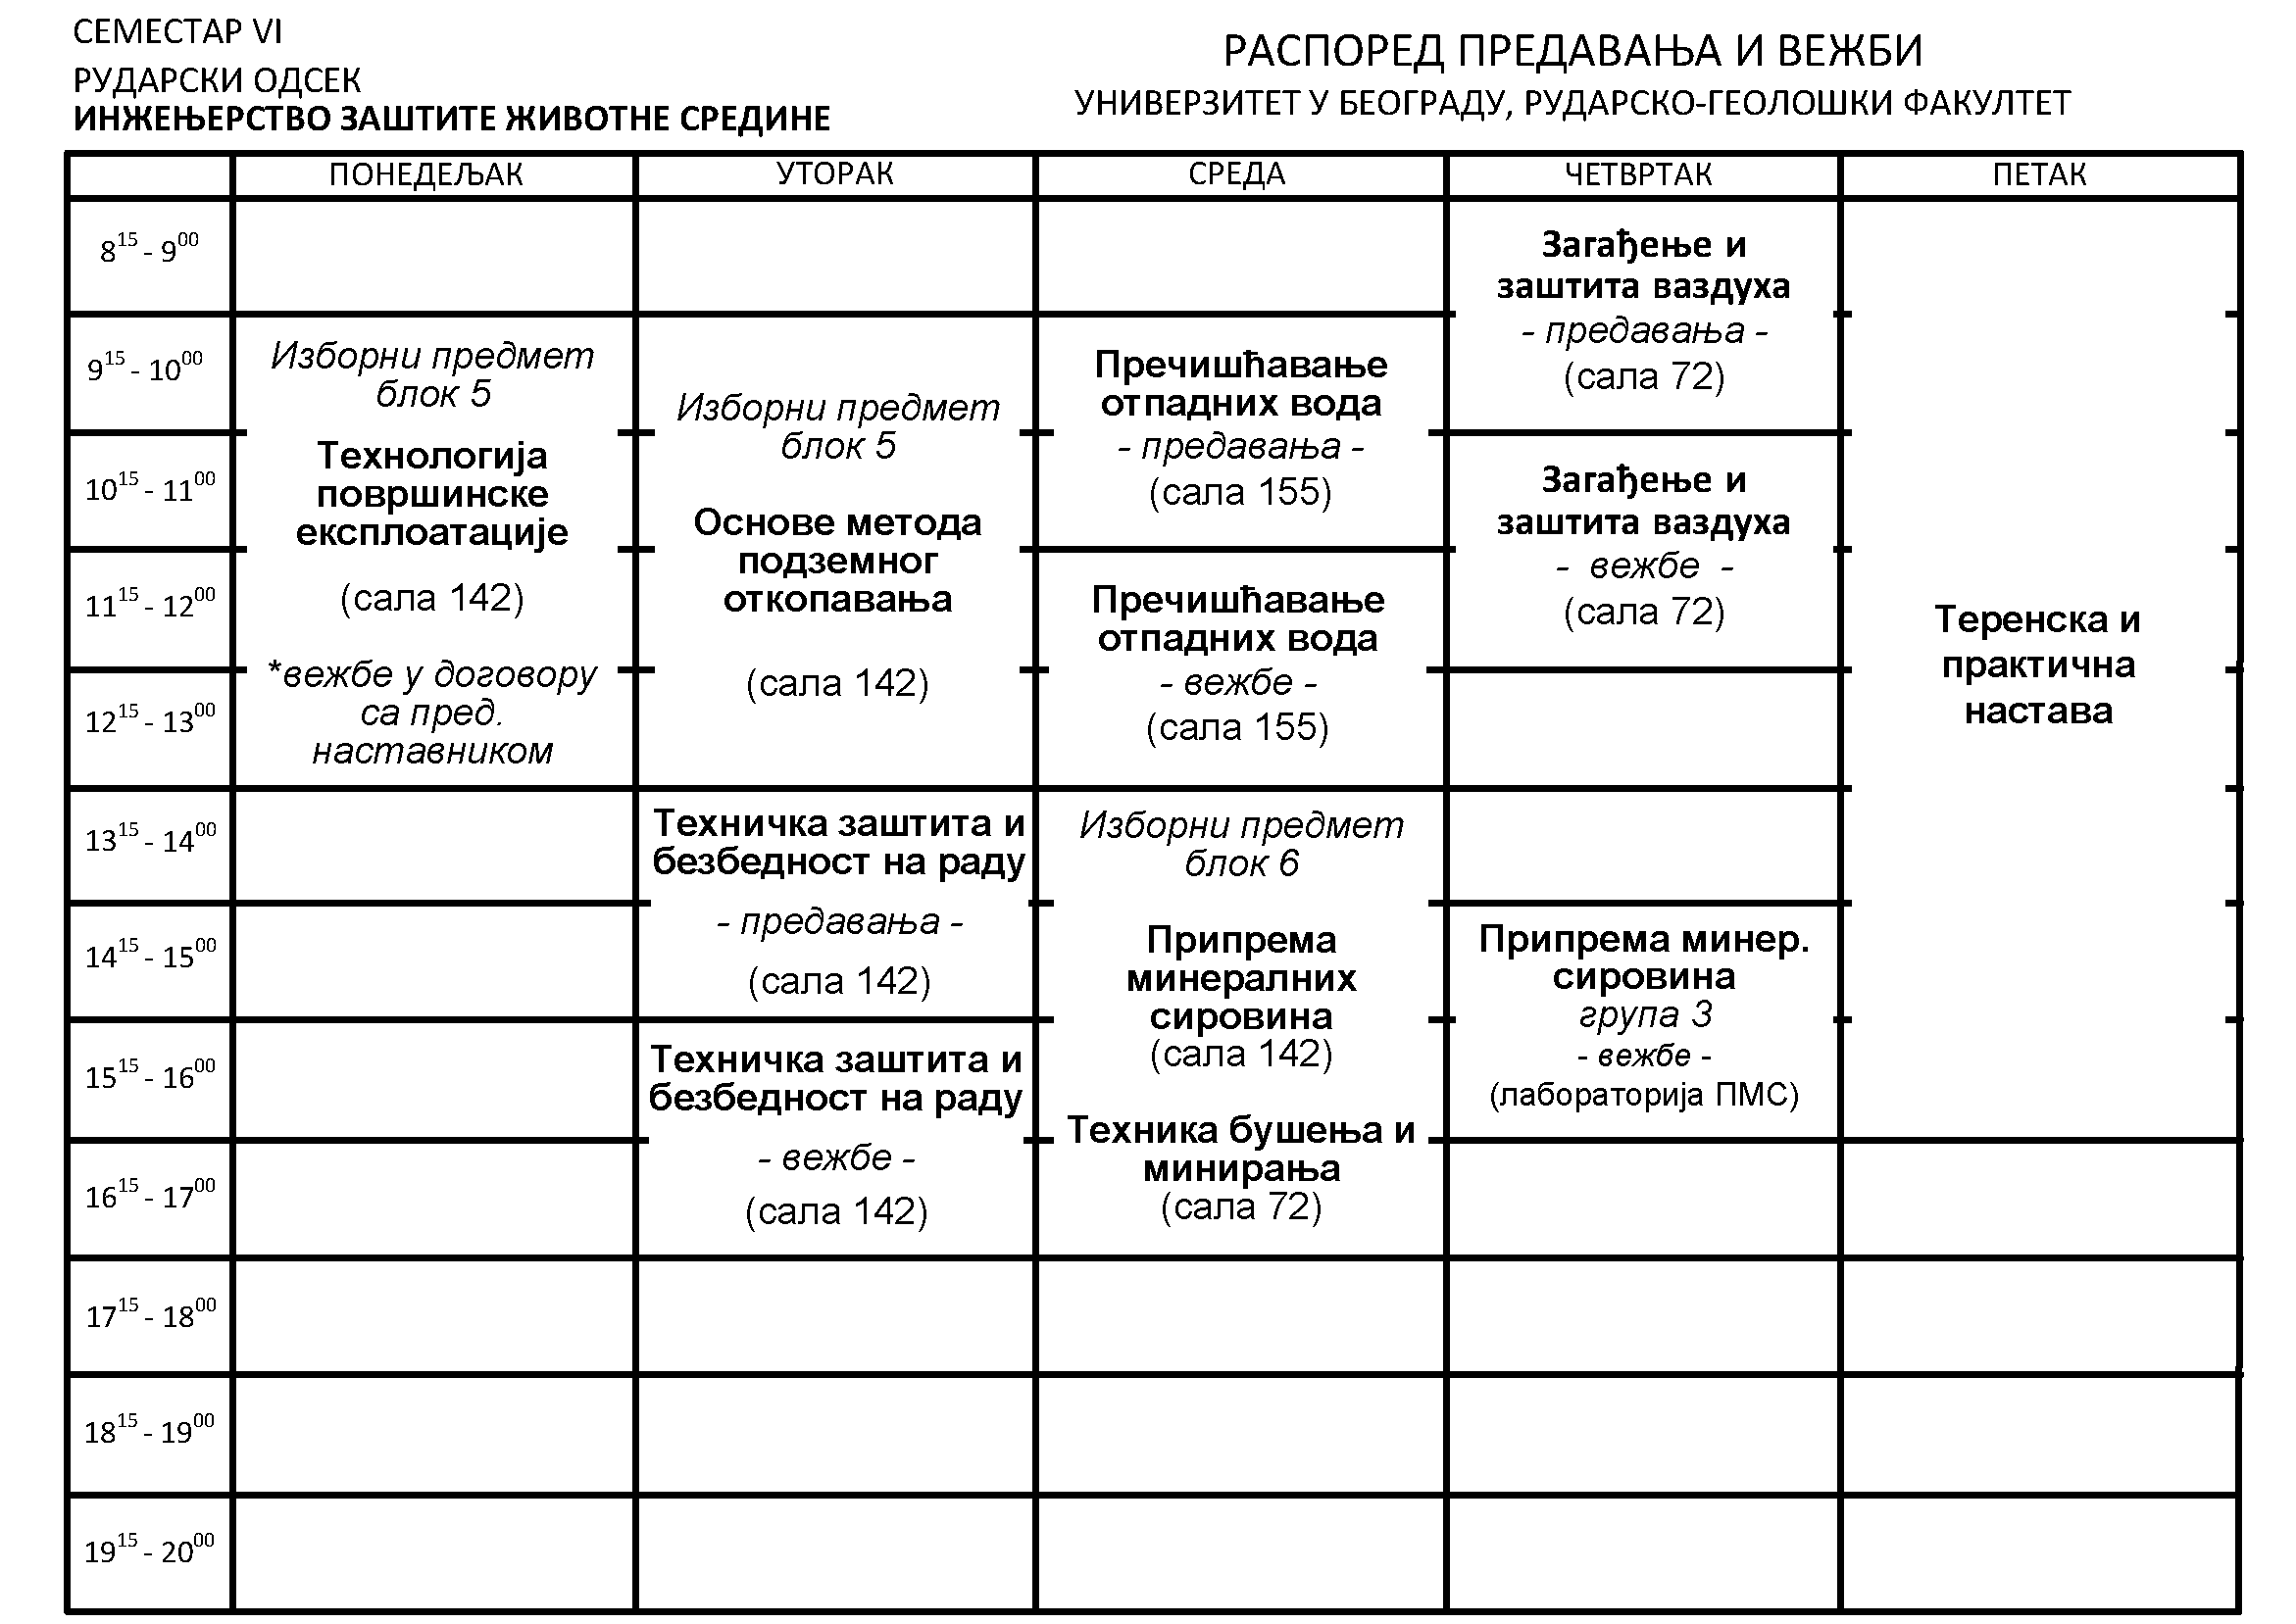 СЕМЕСТАР VI
РУДАРСКИ ОДСЕК
ИНЖЕЊЕРСТВО ЗАШТИТЕ ЖИВОТНЕ СРЕДИНЕ
РАСПОРЕД ПРЕДАВАЊА И ВЕЖБИ
УНИВЕРЗИТЕТ У БЕОГРАДУ, РУДАРСКО-ГЕОЛОШКИ ФАКУЛТЕТ
ПОНЕДЕЉАК
УТОРАК
СРЕДА
ЧЕТВРТАК
ПЕТАК
8¹⁵ - 9⁰⁰
9¹⁵ - 10⁰⁰
10¹⁵ - 11⁰⁰
11¹⁵ - 12⁰⁰
12¹⁵ - 13⁰⁰
13¹⁵ - 14⁰⁰
14¹⁵ - 15⁰⁰
15¹⁵ - 16⁰⁰
16¹⁵ - 17⁰⁰
17¹⁵ - 18⁰⁰
18¹⁵ - 19⁰⁰
19¹⁵ - 20⁰⁰
Изборни предмет
блок 5
Технологија
површинске
експлоатације
(сала 142)
*вежбе у договору
са пред.
наставником
Изборни предмет
блок 5
Основе метода
подземног
откопавања
(сала 142)
Техничка заштита и
безбедност на раду
- предавања -
(сала 142)
Техничка заштита и
безбедност на раду
- вежбе -
(сала 142)
Пречишћавање
отпадних вода
- предавања -
(сала 155)
Пречишћавање
отпадних вода
- вежбе -
(сала 155)
Изборни предмет
блок 6
Припрема
минералних
сировина
(сала 142)
Техника бушења и
минирања
(сала 72)
Загађење и
заштита ваздуха
- предавања -
(сала 72)
Загађење и
заштита ваздуха
- вежбе -
(сала 72)
Припрема минер.
сировина
група 3
- вежбе -
(лабораторија ПМС)
Теренска и
практична
настава